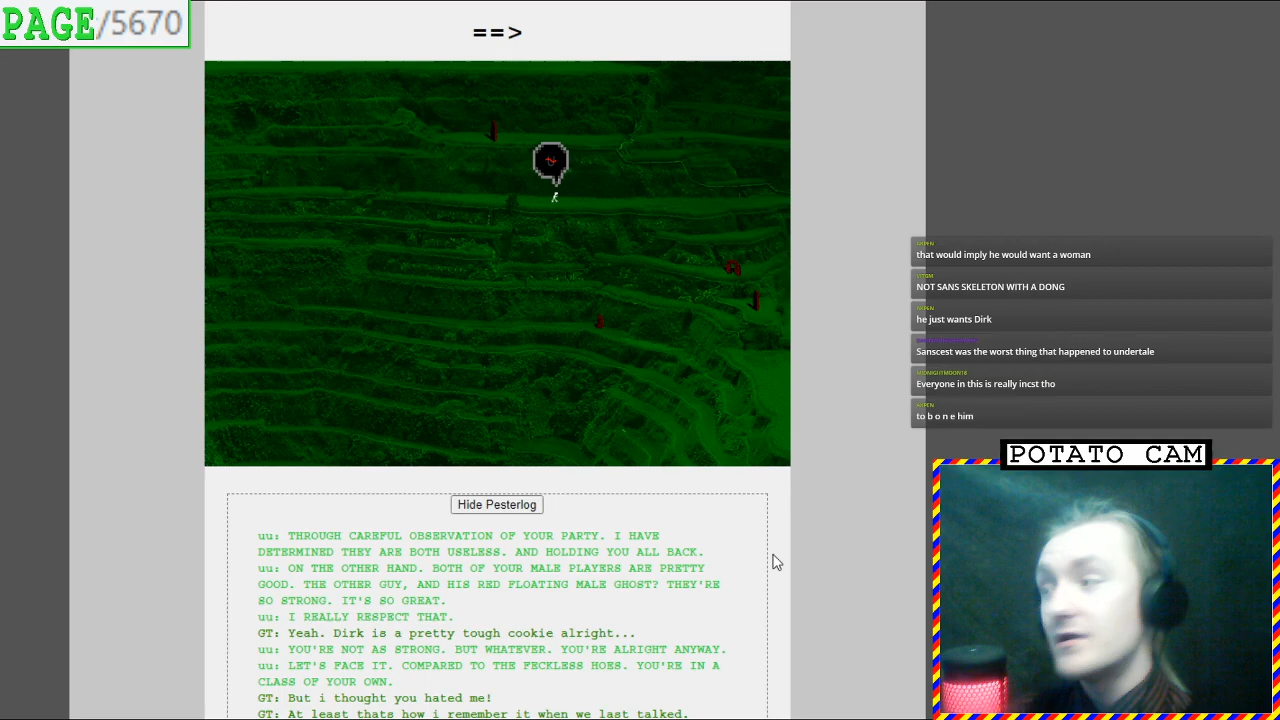 PAGE/5670
==>
that would imply he would want a woman
NOT SANS SKELETON WITH A DONG
he just wants Dirk
Sanscest was the worst thing that happened to undertale
MIDNIGHTMOON18
Everyone in this is really incst tho
to b o n e him
POTATO CAM
Hide Pesterlog
uu: THROUGH CAREFUL OBSERVATION OF YOUR PARTY. I HAVE
DETERMINED THEY ARE BOTH USELESS. AND HOLDING YOU ALL BACK.
uu: ON THE OTHER HAND. BOTH OF YOUR MALE PLAYERS ARE PRETTY
GOOD. THE OTHER GUY, AND HIS RED FLOATING MALE GHOST? THEY'RE
SO STRONG. IT'S SO GREAT.
uu: I REALLY RESPECT THAT.
GT: Yeah. Dirk is a pretty tough cookie alright...
uu: YOU'RE NOT AS STRONG. BUT WHATEVER. YOU'RE ALRIGHT ANYWAY.
uu: LET'S FACE IT. COMPARED TO THE FECKLESS HOES. YOU'RE IN A
CLASS OF YOUR OWN.
GT: But i thought you hated me!
GT: At least thats how i remember it when we last talked.